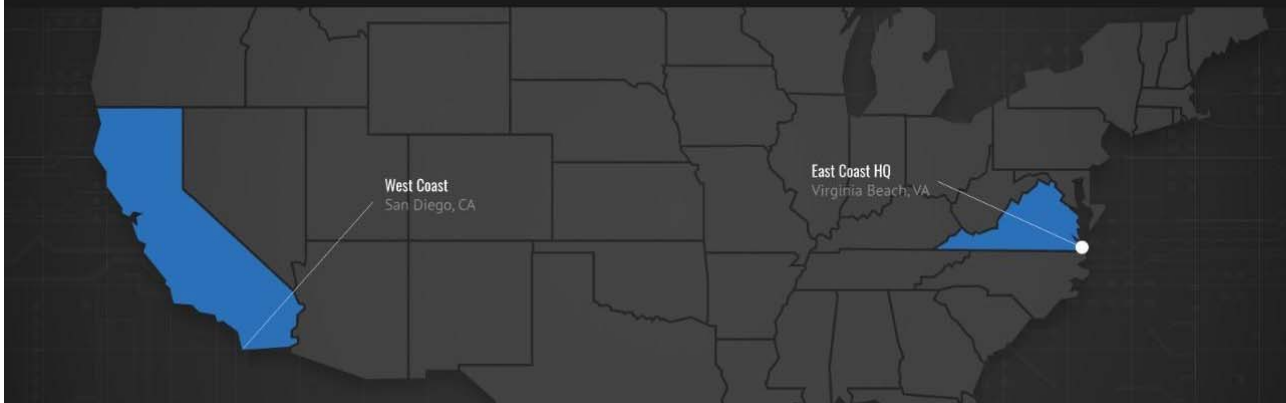 West Coast
San Diego, CA
East Coast HQ
Virginia Beach, VA